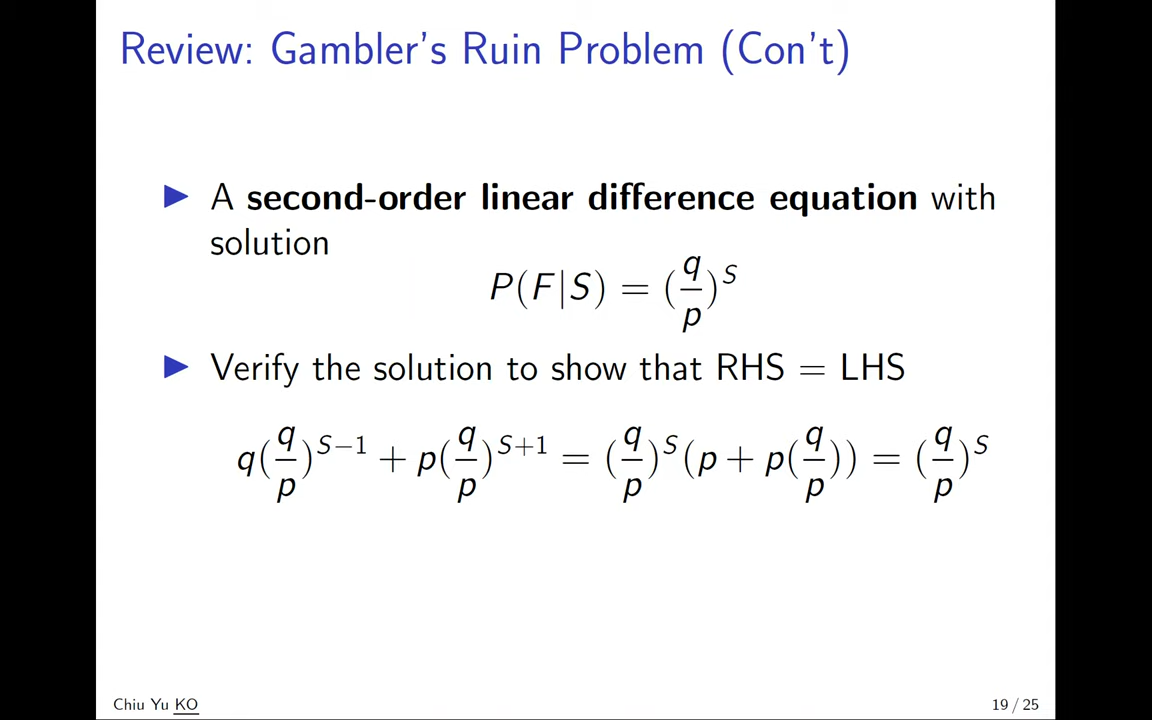 Review: Gambler's Ruin Problem (Con't)
▶ A second-order linear difference equation with
solution
P(F|S) = (q/p)^S
▶ Verify the solution to show that RHS = LHS
q(q/p)^{S−1} + p(q/p)^{S+1} = (q/p)^S(p + p(q/p)) = (q/p)^S
Chiu Yu KO
19 / 25